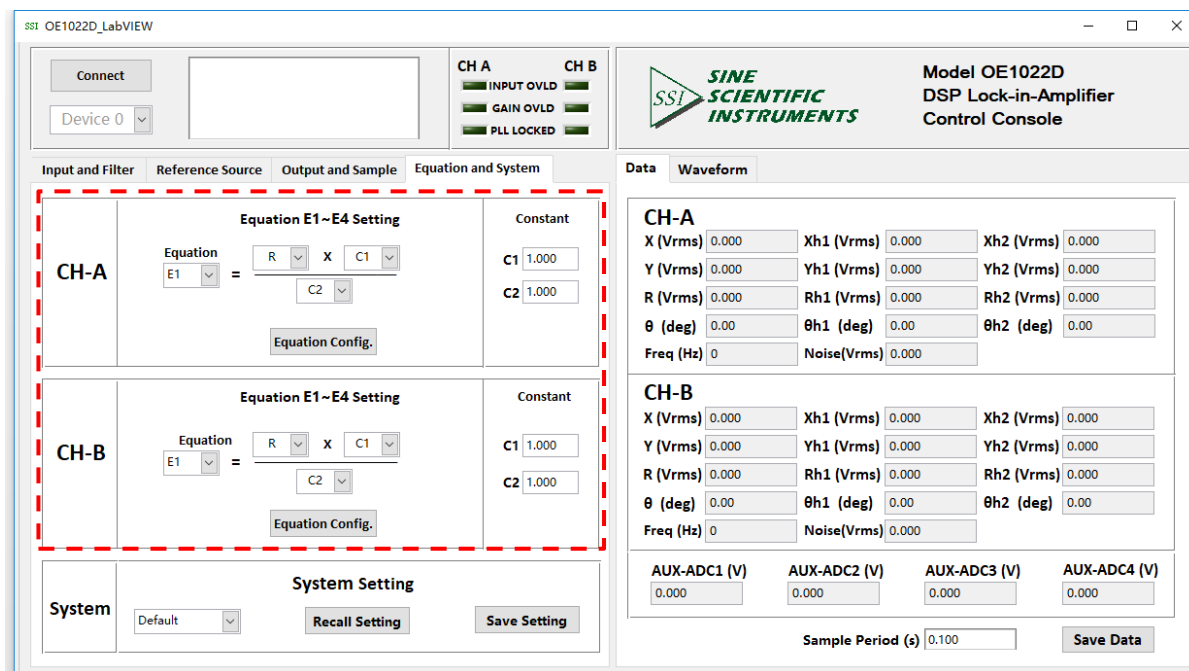 SSI OE1022D_LabVIEW
Connect
Device 0
CH A CH B
INPUT OVLD
GAIN OVLD
PLL LOCKED
SSI
SINE
SCIENTIFIC
INSTRUMENTS
Model OE1022D
DSP Lock-in-Amplifier
Control Console
Input and Filter Reference Source Output and Sample Equation and System
CH-A
Equation E1~E4 Setting
Equation
E1 = R X C1
C2
Equation Config.
Constant
C1 1.000
C2 1.000
CH-B
Equation E1~E4 Setting
Equation
E1 = R X C1
C2
Equation Config.
Constant
C1 1.000
C2 1.000
System
System Setting
Default Recall Setting Save Setting
Data Waveform
CH-A
X (Vrms) 0.000 Xh1 (Vrms) 0.000 Xh2 (Vrms) 0.000
Y (Vrms) 0.000 Yh1 (Vrms) 0.000 Yh2 (Vrms) 0.000
R (Vrms) 0.000 Rh1 (Vrms) 0.000 Rh2 (Vrms) 0.000
θ (deg) 0.00 θh1 (deg) 0.00 θh2 (deg) 0.00
Freq (Hz) 0 Noise(Vrms) 0.000
CH-B
X (Vrms) 0.000 Xh1 (Vrms) 0.000 Xh2 (Vrms) 0.000
Y (Vrms) 0.000 Yh1 (Vrms) 0.000 Yh2 (Vrms) 0.000
R (Vrms) 0.000 Rh1 (Vrms) 0.000 Rh2 (Vrms) 0.000
θ (deg) 0.00 θh1 (deg) 0.00 θh2 (deg) 0.00
Freq (Hz) 0 Noise(Vrms) 0.000
AUX-ADC1 (V) AUX-ADC2 (V) AUX-ADC3 (V) AUX-ADC4 (V)
0.000 0.000 0.000 0.000
Sample Period (s) 0.100 Save Data